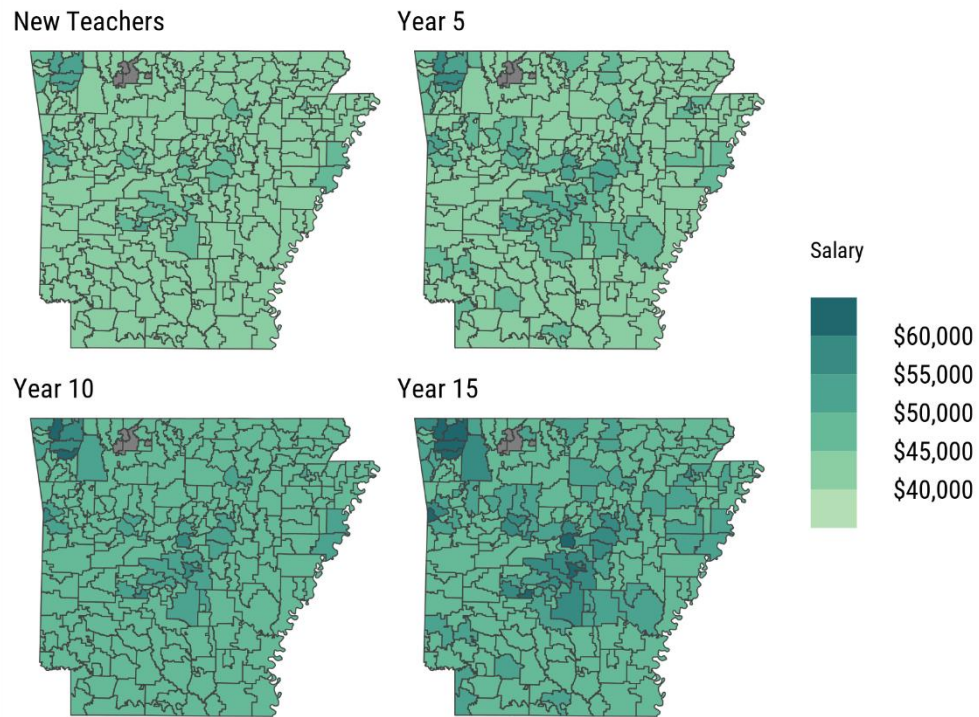 New Teachers
Year 5
Salary
$60,000
$55,000
$50,000
$45,000
$40,000
Year 10
Year 15